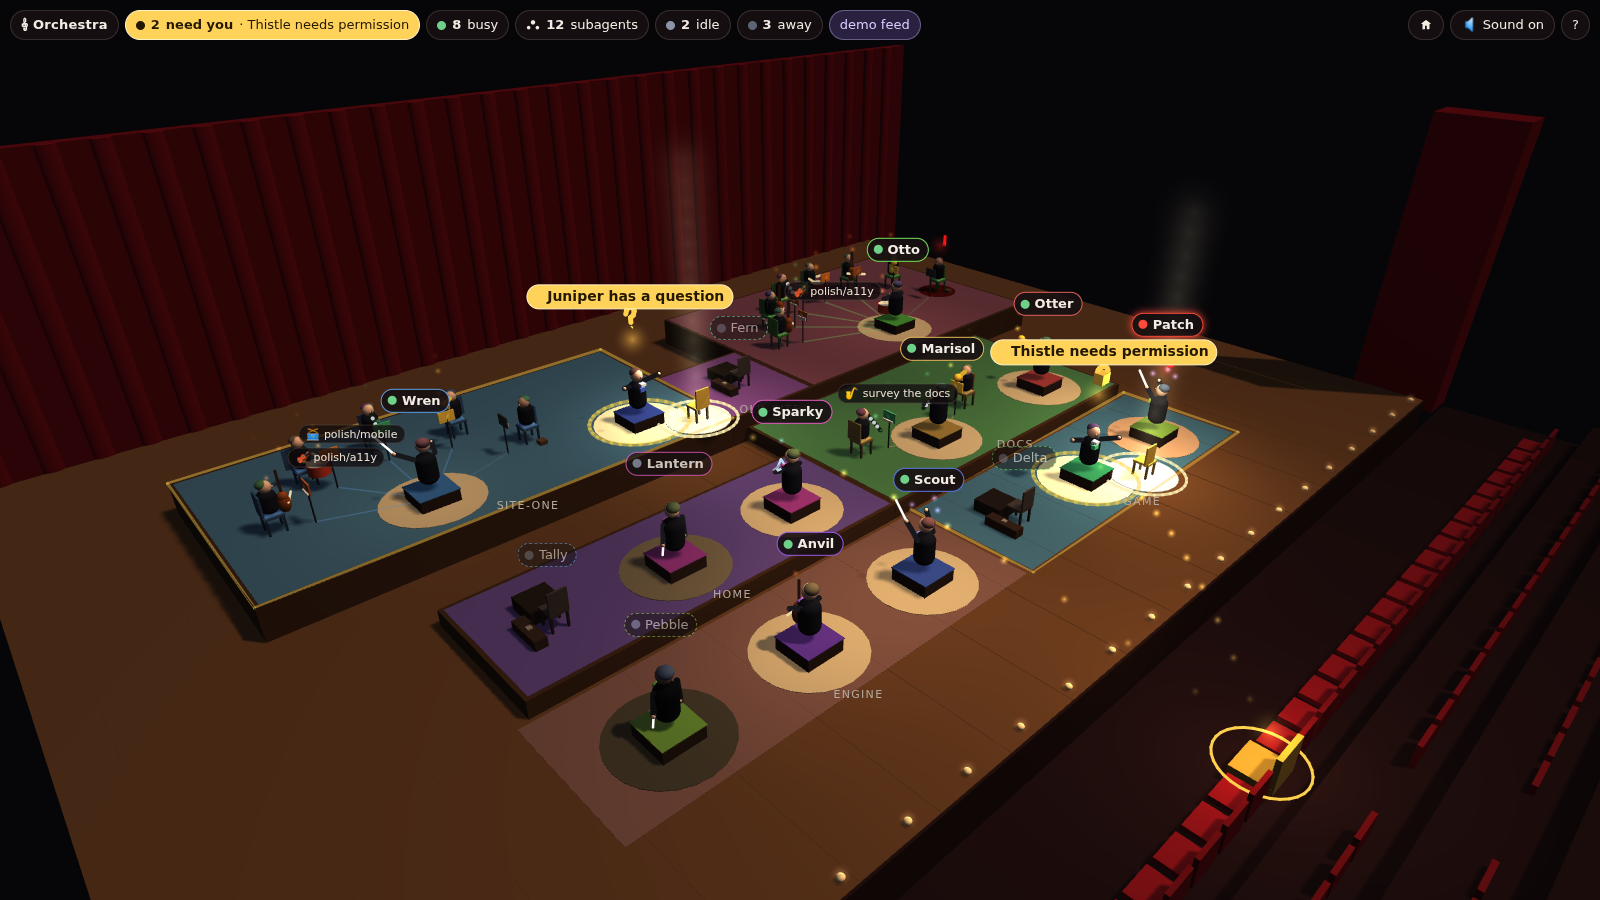 Orchestra
2 need you · Thistle needs permission
8 busy
12 subagents
2 idle
3 away
demo feed
Sound on
?
Otto
polish/a11y
Juniper has a question
Otter
Patch
Fern
Marisol
Thistle needs permission
survey the docs
Wren
Sparky
polish/mobile
polish/a11y
DOCS
Delta
Lantern
Scout
GAME
SITE-ONE
Anvil
Tally
HOME
Pebble
ENGINE